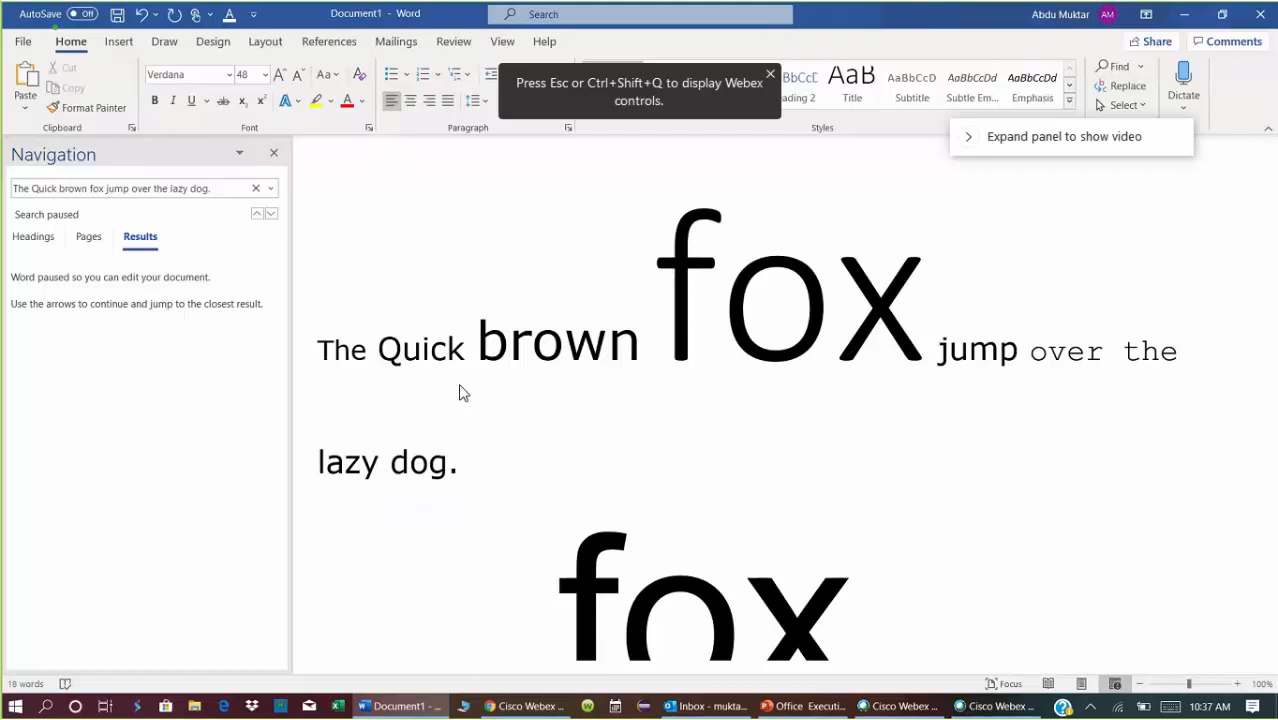 AutoSave Off Document1 - Word Search Abdu Muktar AM
File Home Insert Draw Design Layout References Mailings Review View Help Share Comments
Paste Cut Copy Format Painter
Clipboard
Verdana 48 Aa
B I U ab x2 x2 A A
Font
Paragraph
Press Esc or Ctrl+Shift+Q to display Webex
controls.
BbCcC AaB AaBbCcD AaBbCcDd AaBbCcDd
eading 2 Title Subtitle Subtle Em... Emphasis
Styles
Find
Replace
Select
Dictate
Expand panel to show video
Navigation
The Quick brown fox jump over the lazy dog.
Search paused
Headings Pages Results
Word paused so you can edit your document.
Use the arrows to continue and jump to the closest result.
The Quick brown fox jump over the
lazy dog.
fox
18 words Focus 100%
Document1 - ... Cisco Webex ... Inbox - mukta... Office Executi... Cisco Webex ... Cisco Webex ... 10:37 AM